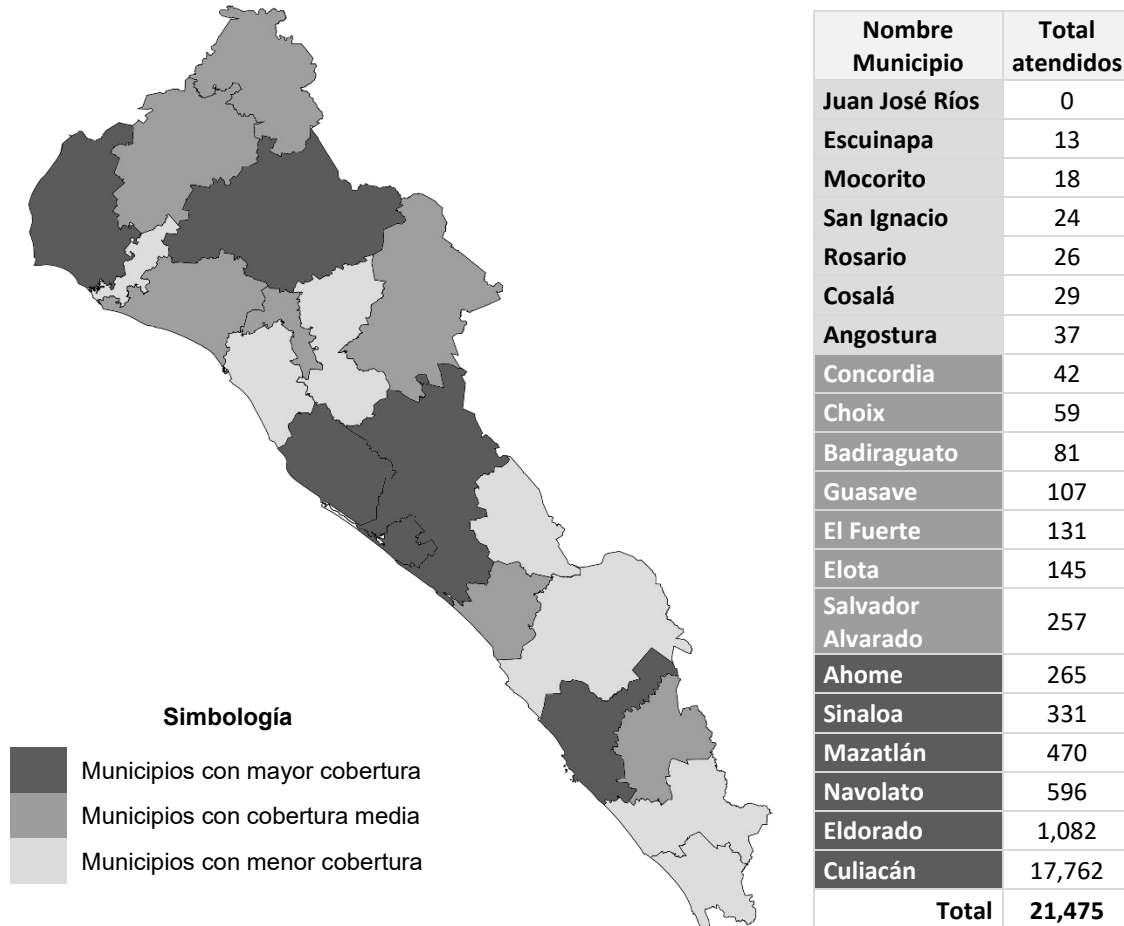 Nombre Municipio Total atendidos
Juan José Ríos 0
Escuinapa 13
Mocorito 18
San Ignacio 24
Rosario 26
Cosalá 29
Angostura 37
Concordia 42
Choix 59
Badiraguato 81
Guasave 107
El Fuerte 131
Elota 145
Salvador Alvarado 257
Ahome 265
Sinaloa 331
Mazatlán 470
Navolato 596
Eldorado 1,082
Culiacán 17,762
Total 21,475
Simbología
Municipios con mayor cobertura
Municipios con cobertura media
Municipios con menor cobertura